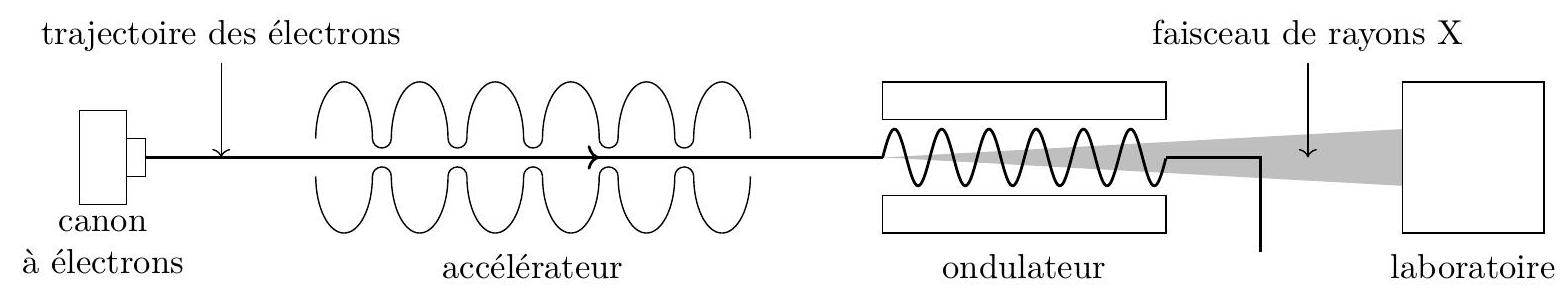 trajectoire des électrons
faisceau de rayons X
canon
à électrons
accélérateur
ondulateur
laboratoire